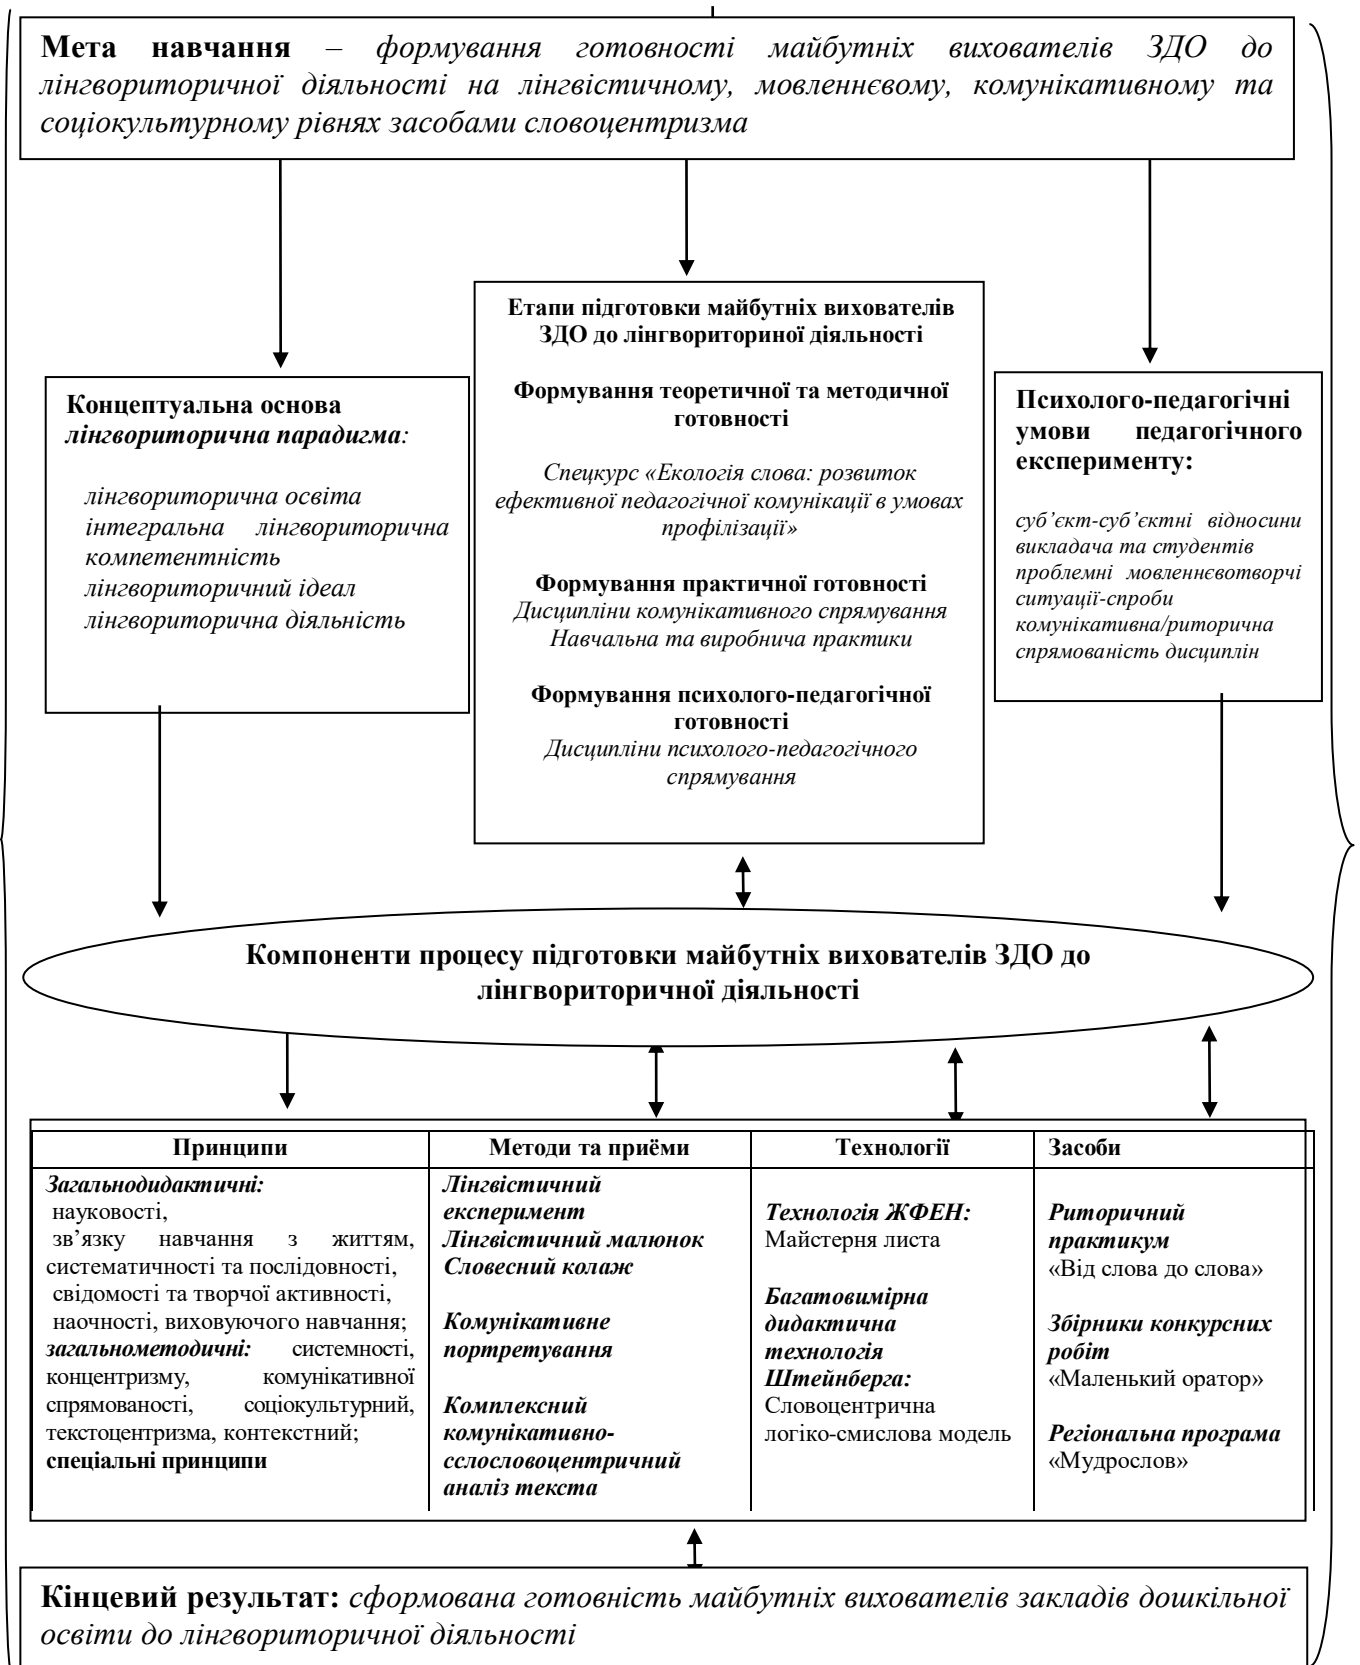 Мета навчання – формування готовності майбутніх вихователів ЗДО до
лінгвориторичної діяльності на лінгвістичному, мовленнєвому, комунікативному та
соціокультурному рівнях засобами словоцентризма
Етапи підготовки майбутніх вихователів
ЗДО до лінгвориториної діяльності
Формування теоретичної та методичної
готовності
Спецкурс «Екологія слова: розвиток
ефективної педагогічної комунікації в умовах
профілізації»
Формування практичної готовності
Дисципліни комунікативного спрямування
Навчальна та виробнича практики
Формування психолого-педагогічної
готовності
Дисципліни психолого-педагогічного
спрямування
Концептуальна основа
лінгвориторична парадигма:
лінгвориторична освіта
інтегральна лінгвориторична
компетентність
лінгвориторичний ідеал
лінгвориторична діяльність
Психолого-педагогічні
умови педагогічного
експерименту:
суб’єкт-суб’єктні відносини
викладача та студентів
проблемні мовленнєвотворчі
ситуації-спроби
комунікативна/риторична
спрямованість дисциплін
Компоненти процесу підготовки майбутніх вихователів ЗДО до
лінгвориторичної діяльності
Принципи
Загальнодидактичні:
науковості,
зв’язку навчання з життям,
систематичності та послідовності,
свідомості та творчої активності,
наочності, виховуючого навчання;
загальнометодичні: системності,
концентризму, комунікативної
спрямованості, соціокультурний,
текстоцентризма, контекстний;
спеціальні принципи
Методи та приёми
Лінгвістичний
експеримент
Лінгвістичний малюнок
Словесний колаж
Комунікативне
портретування
Комплексний
комунікативно-
сслословоцентричний
аналіз текста
Технології
Технологія ЖФЕН:
Майстерня листа
Багатовимірна
дидактична
технологія
Штейнберга:
Словоцентрична
логіко-смислова модель
Засоби
Риторичний
практикум
«Від слова до слова»
Збірники конкурсних
робіт
«Маленький оратор»
Регіональна програма
«Мудрослов»
Кінцевий результат: сформована готовність майбутніх вихователів закладів дошкільної
освіти до лінгвориторичної діяльності